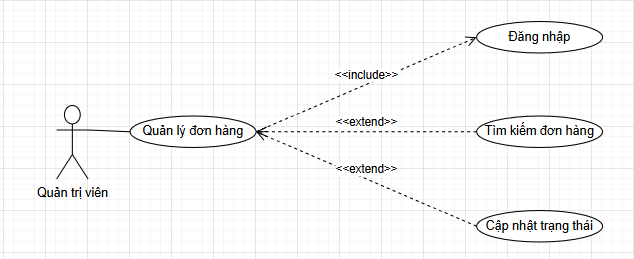 Đăng nhập
<<include>>
Quản lý đơn hàng
<<extend>>
Tìm kiếm đơn hàng
<<extend>>
Quản trị viên
Cập nhật trạng thái